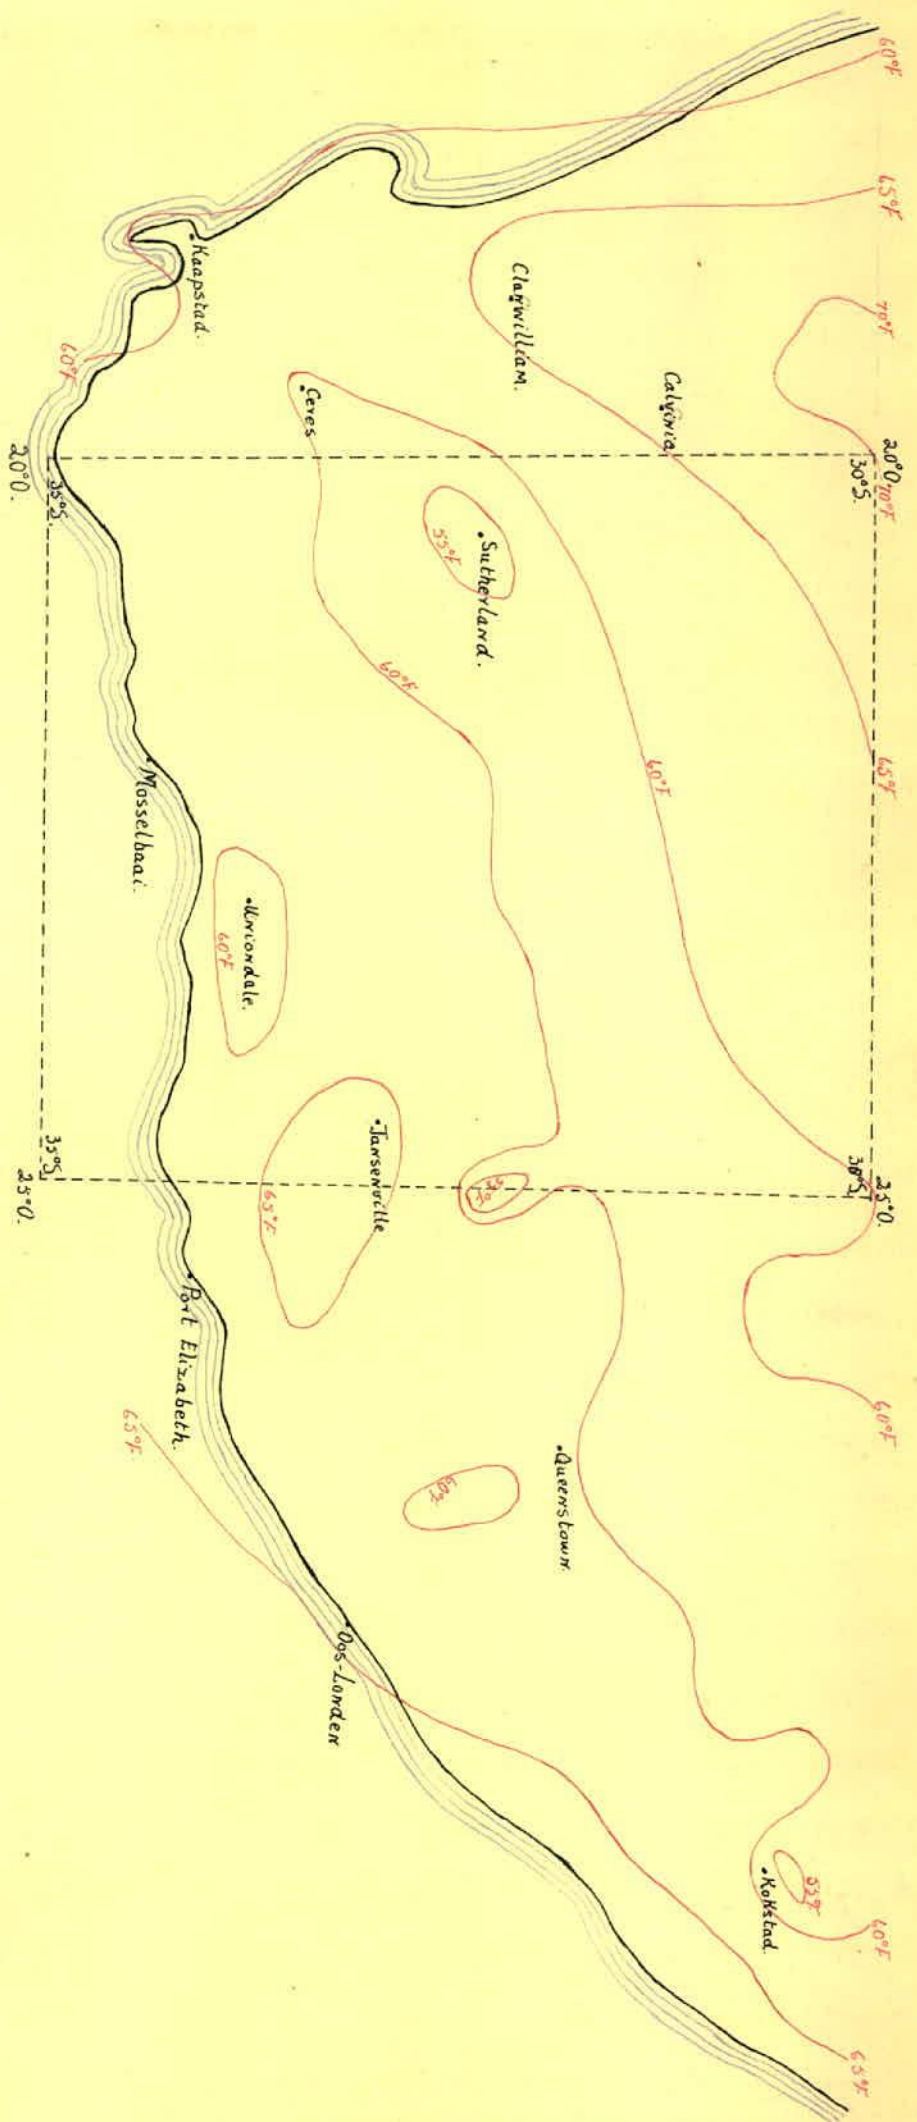 60°F
65°F
70°F
20°O.
70°F
30°S.
65°F
25°O.
30°S.
60°F
60°F
65°F
Calvinia
Clanwilliam.
Kaapstad.
60°F
Ceres
Sutherland.
55°F
60°F
60°F
55°F
Kokstad.
Queenstown.
60°F
55°F
Jansenville
65°F
Uniondale.
60°F
Oos-Londen
Mosselbaai.
Port Elizabeth.
65°F.
35°S.
20°O.
35°S.
25°O.